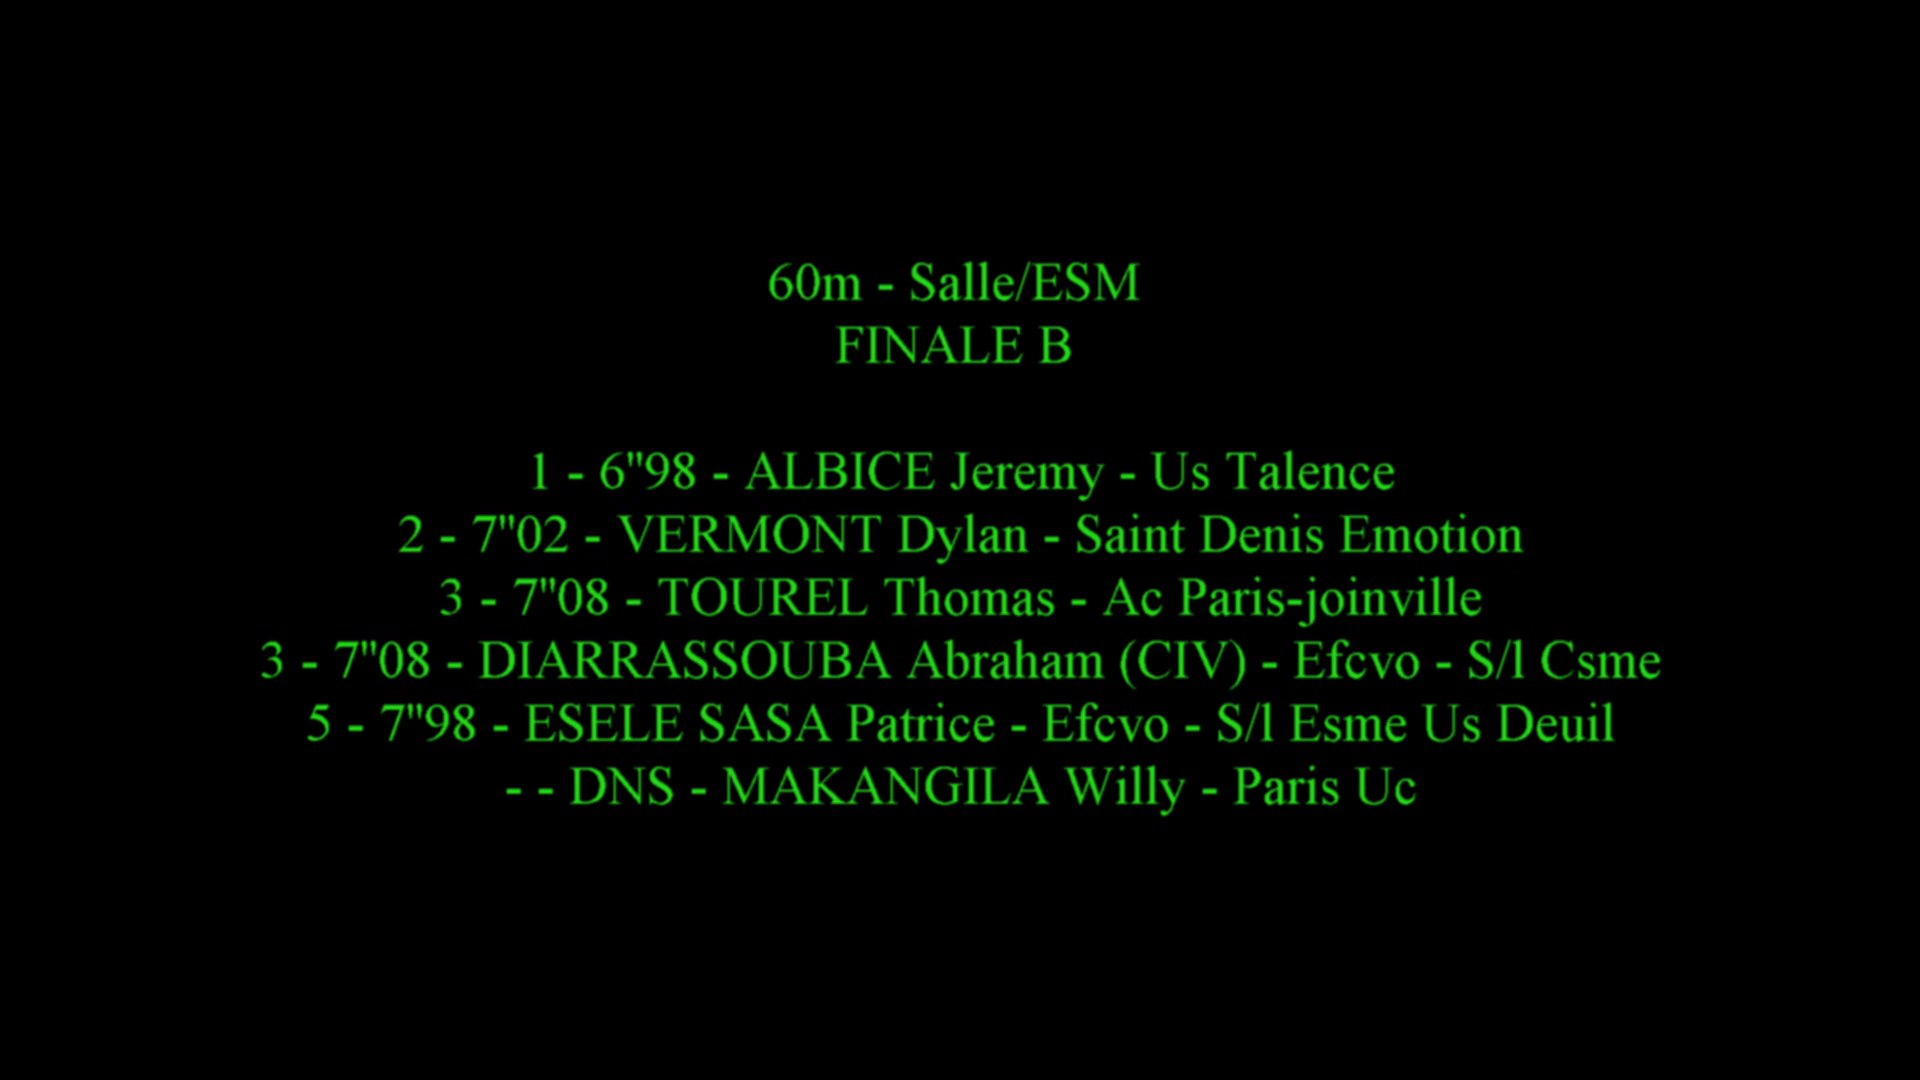 60m - Salle/ESM
FINALE B
1 - 6"98 - ALBICE Jeremy - Us Talence
2 - 7"02 - VERMONT Dylan - Saint Denis Emotion
3 - 7"08 - TOUREL Thomas - Ac Paris-joinville
3 - 7"08 - DIARRASSOUBA Abraham (CIV) - Efcvo - S/l Csme
5 - 7"98 - ESELE SASA Patrice - Efcvo - S/l Esme Us Deuil
- - DNS - MAKANGILA Willy - Paris Uc